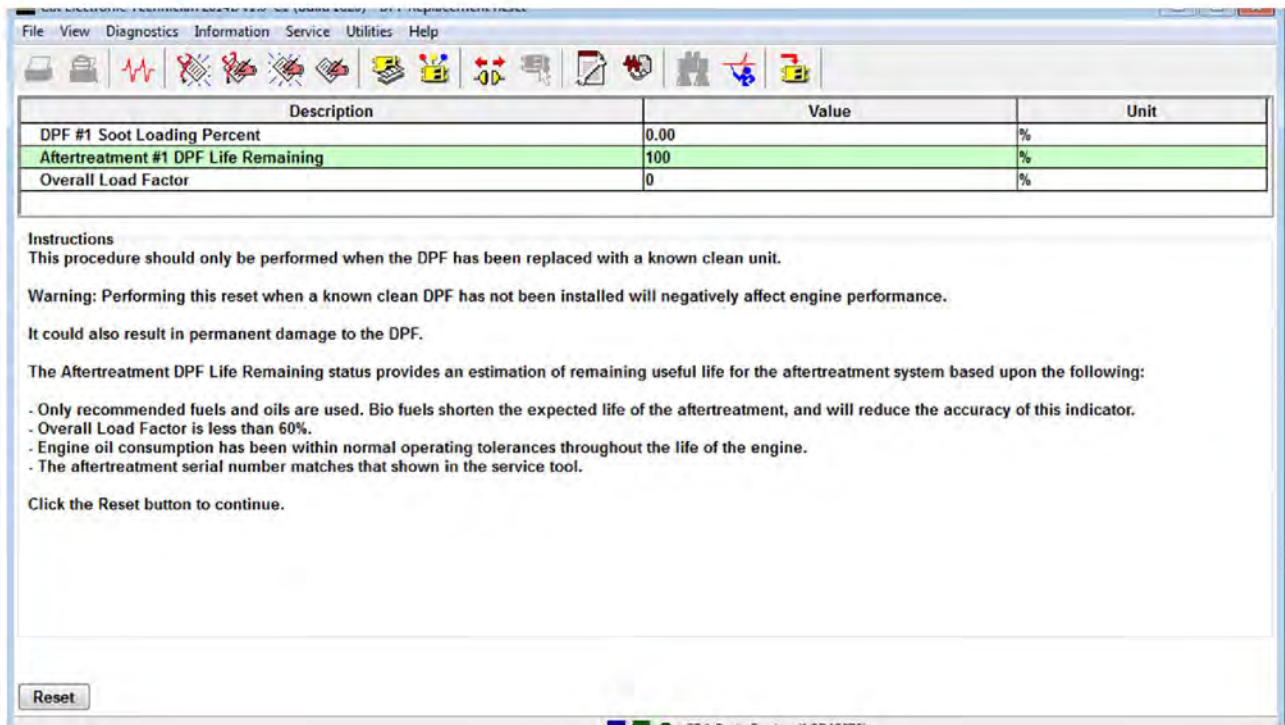 File View Diagnostics Information Service Utilities Help
Description Value Unit
DPF #1 Soot Loading Percent 0.00 %
Aftertreatment #1 DPF Life Remaining 100 %
Overall Load Factor 0 %
Instructions
This procedure should only be performed when the DPF has been replaced with a known clean unit.
Warning: Performing this reset when a known clean DPF has not been installed will negatively affect engine performance.
It could also result in permanent damage to the DPF.
The Aftertreatment DPF Life Remaining status provides an estimation of remaining useful life for the aftertreatment system based upon the following:
- Only recommended fuels and oils are used. Bio fuels shorten the expected life of the aftertreatment, and will reduce the accuracy of this indicator.
- Overall Load Factor is less than 60%.
- Engine oil consumption has been within normal operating tolerances throughout the life of the engine.
- The aftertreatment serial number matches that shown in the service tool.
Click the Reset button to continue.
Reset